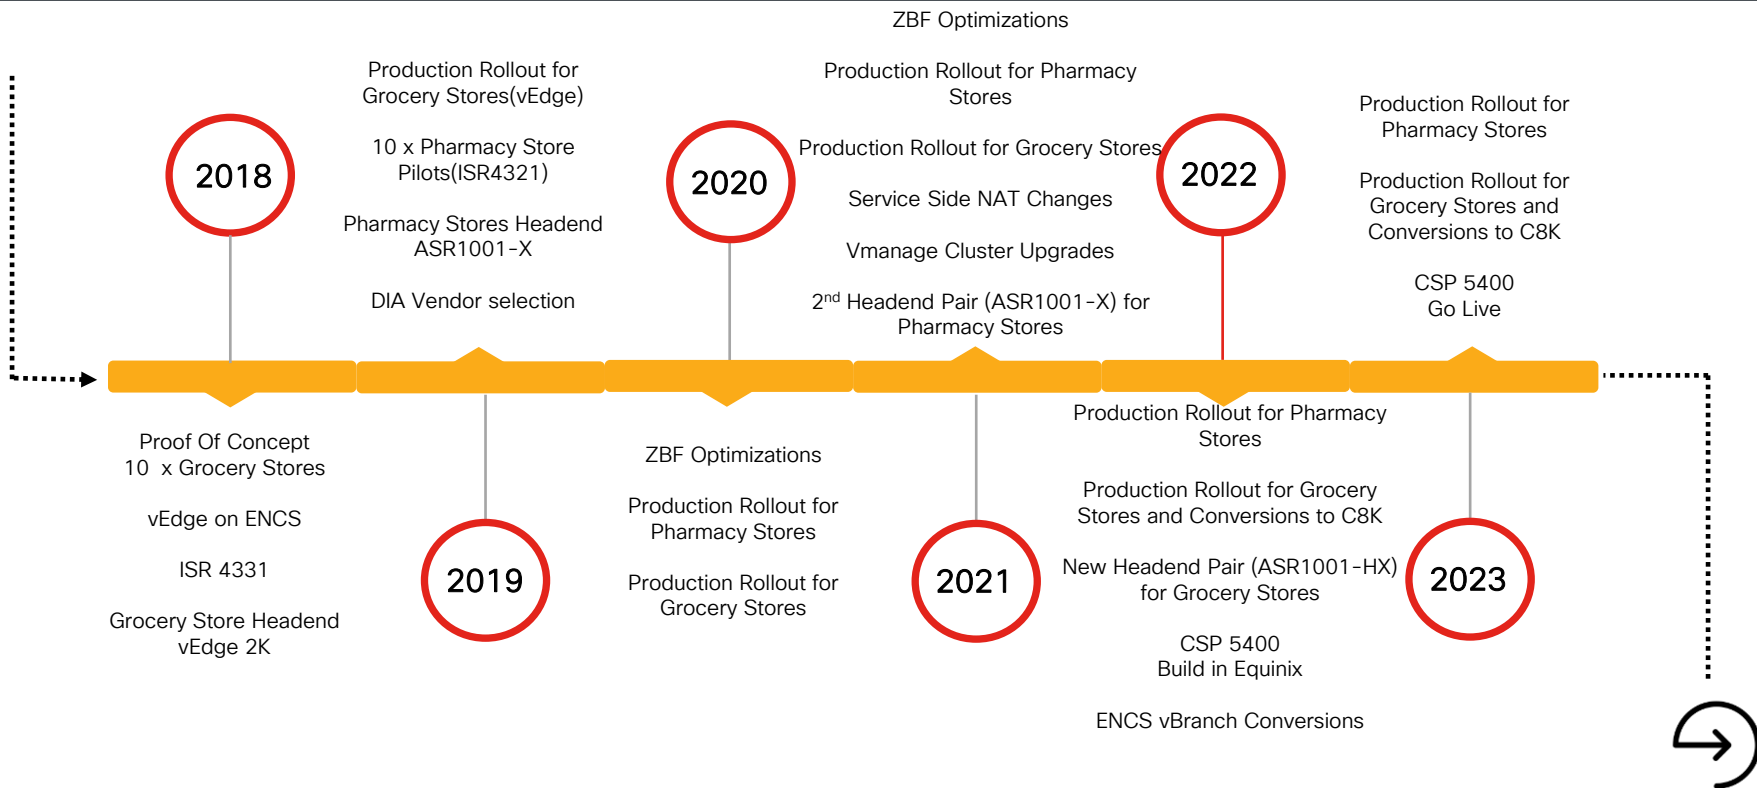 2018
Proof Of Concept
10 x Grocery Stores
vEdge on ENCS
ISR 4331
Grocery Store Headend
vEdge 2K
Production Rollout for
Grocery Stores(vEdge)
10 x Pharmacy Store
Pilots(ISR4321)
Pharmacy Stores Headend
ASR1001-X
DIA Vendor selection
2019
2020
ZBF Optimizations
Production Rollout for
Pharmacy Stores
Production Rollout for
Grocery Stores
ZBF Optimizations
Production Rollout for Pharmacy
Stores
Production Rollout for Grocery Stores
Service Side NAT Changes
Vmanage Cluster Upgrades
2nd Headend Pair (ASR1001-X) for
Pharmacy Stores
2021
2022
Production Rollout for Pharmacy
Stores
Production Rollout for Grocery
Stores and Conversions to C8K
New Headend Pair (ASR1001-HX)
for Grocery Stores
CSP 5400
Build in Equinix
ENCS vBranch Conversions
Production Rollout for
Pharmacy Stores
Production Rollout for
Grocery Stores and
Conversions to C8K
CSP 5400
Go Live
2023